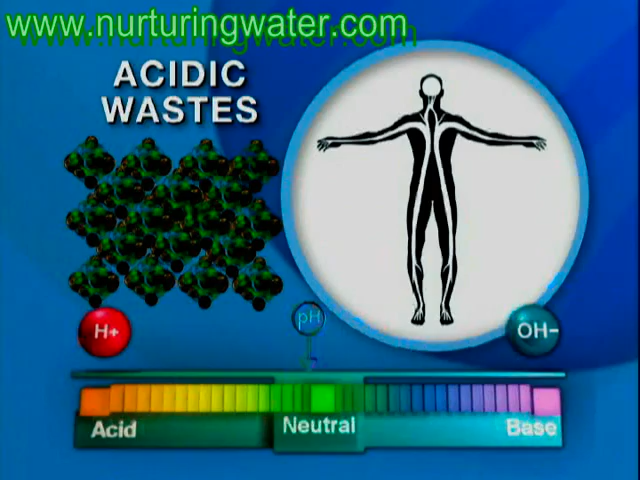 www.nurturingwater.com
ACIDIC
WASTES
H+
pH
OH-
Acid
Neutral
Base